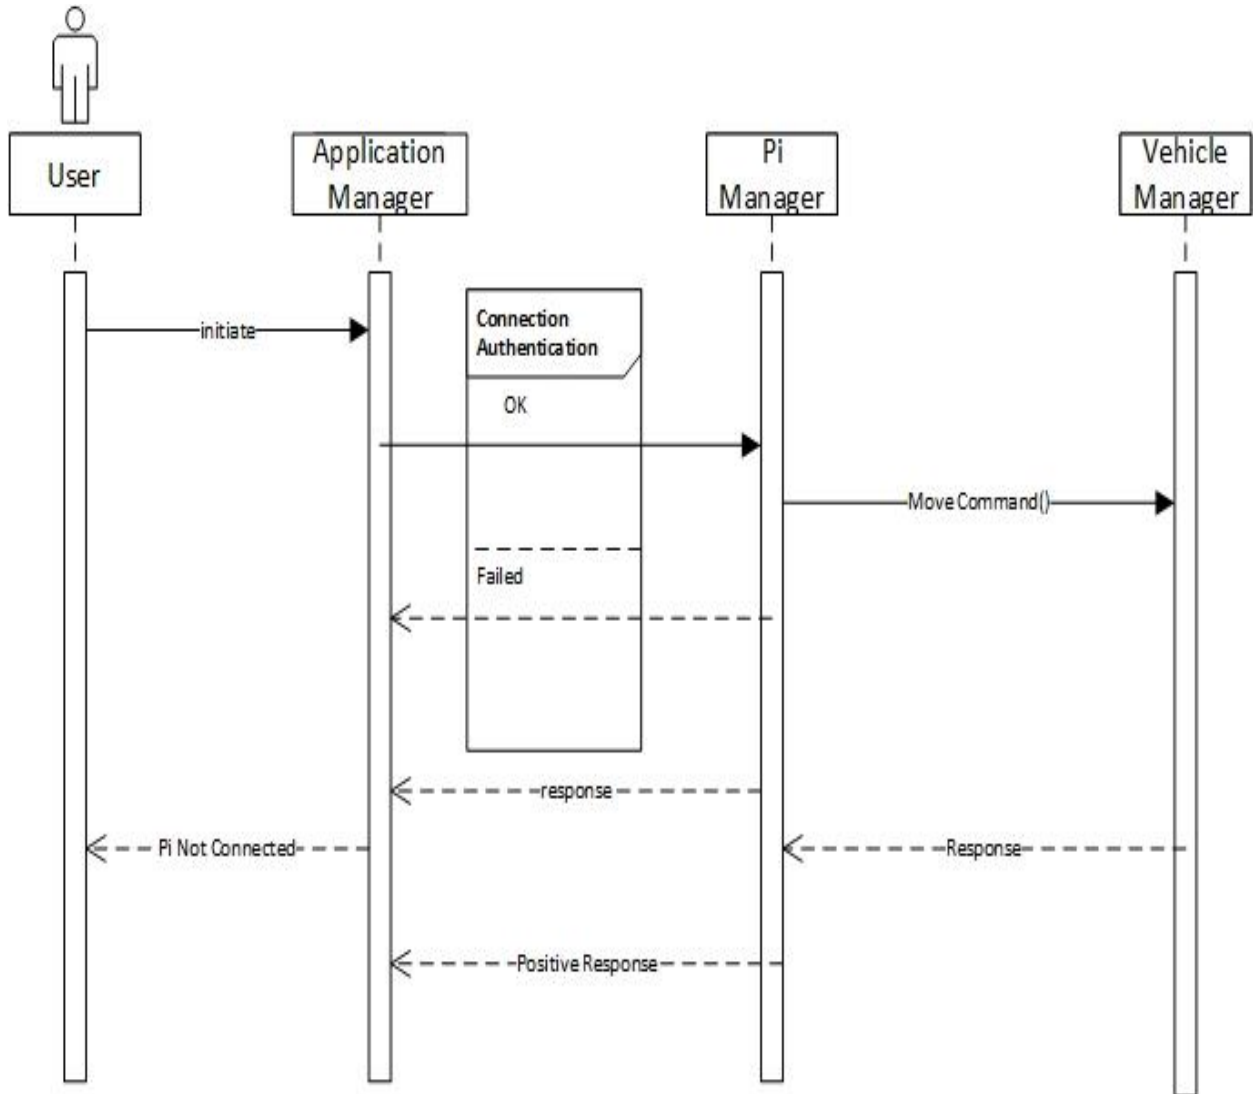 User
Application
Manager
Pi
Manager
Vehicle
Manager
initiate
Connection
Authentication
OK
Move Command()
Failed
response
Pi Not Connected
Response
Positive Response